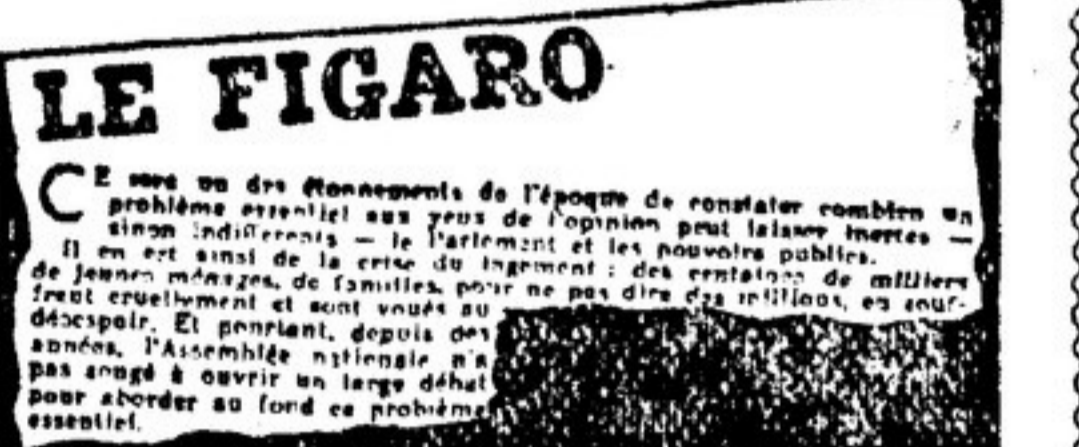 LE FIGARO
CE sera un des étonnements de l'époque de constater combien un
problème essentiel aux yeux de l'opinion peut laisser inertes —
sinon indifférents — le Parlement et les pouvoirs publics.
Il en est ainsi de la crise du logement : des centaines de milliers
de jeunes ménages, de familles, pour ne pas dire des millions, en souf-
frent cruellement et sont voués au
désespoir. Et pourtant, depuis des
années, l'Assemblée nationale n'a
pas songé à ouvrir un large débat
pour aborder au fond ce problème
essentiel.